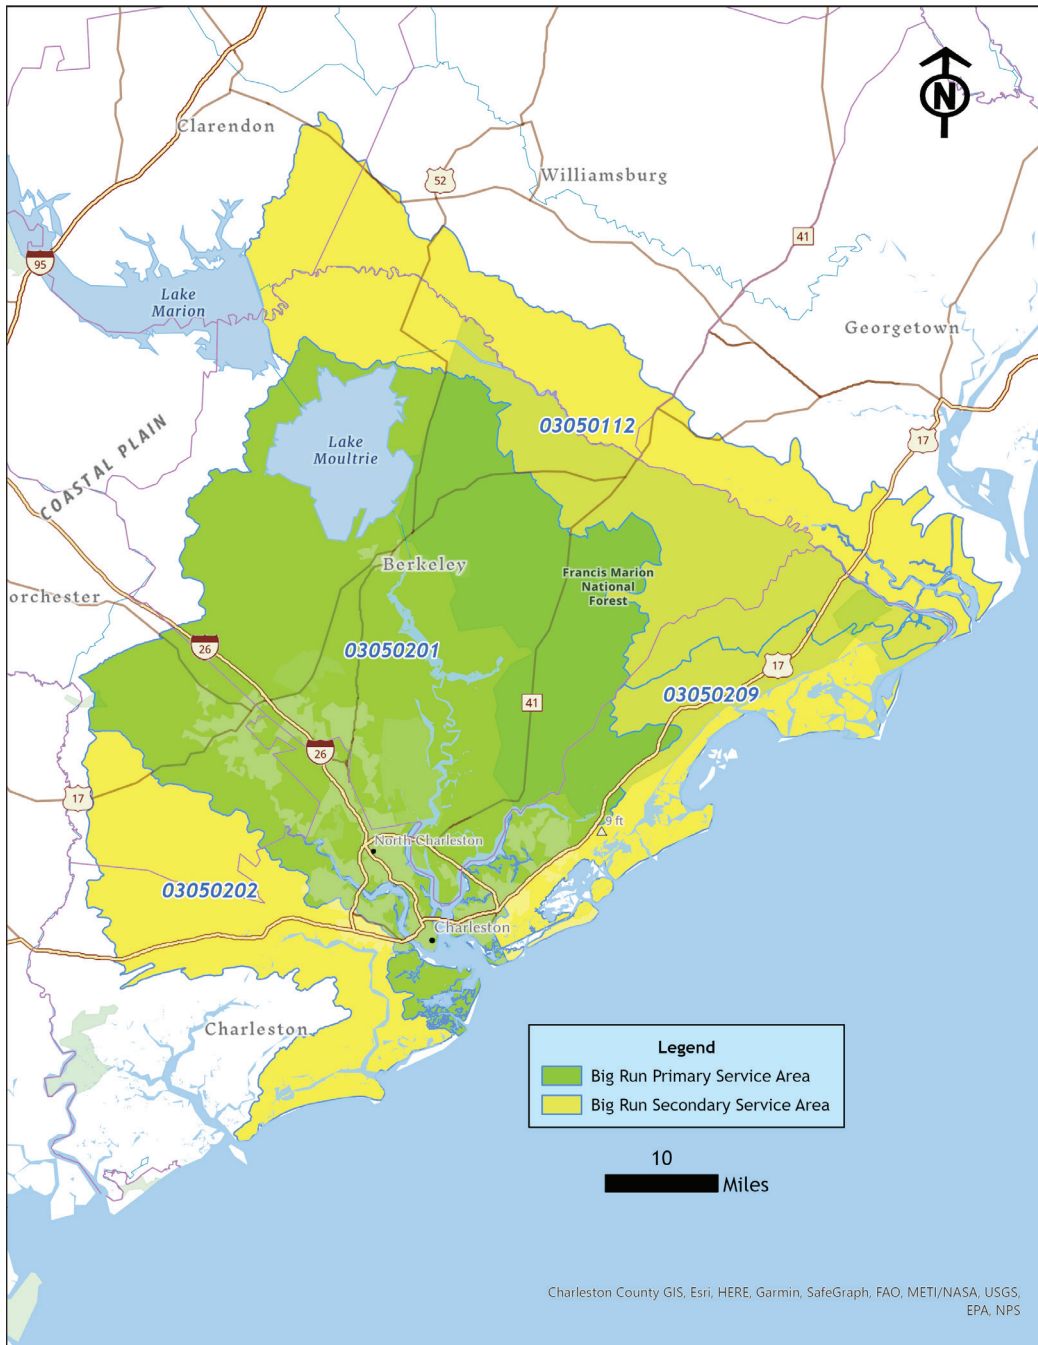 N
Clarendon
52
Williamsburg
41
95
Lake
Marion
Georgetown
03050112
17
Lake
Moultrie
COASTAL PLAIN
Berkeley
Francis Marion
National
Forest
orchester
26
03050201
17
03050209
41
26
17
9 ft
North Charleston
03050202
Charleston
Charleston
Legend
Big Run Primary Service Area
Big Run Secondary Service Area
10
Miles
Charleston County GIS, Esri, HERE, Garmin, SafeGraph, FAO, METI/NASA, USGS,
EPA, NPS